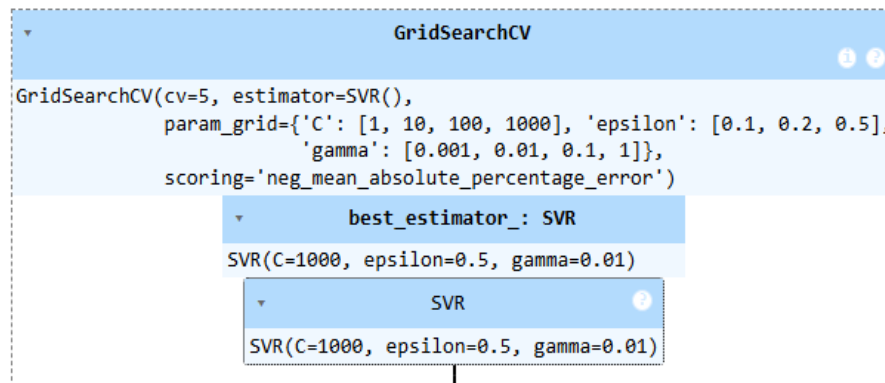 GridSearchCV
i ?
GridSearchCV(cv=5, estimator=SVR(),
param_grid={'C': [1, 10, 100, 1000], 'epsilon': [0.1, 0.2, 0.5],
'gamma': [0.001, 0.01, 0.1, 1]},
scoring='neg_mean_absolute_percentage_error')
best_estimator_: SVR
SVR(C=1000, epsilon=0.5, gamma=0.01)
SVR ?
SVR(C=1000, epsilon=0.5, gamma=0.01)